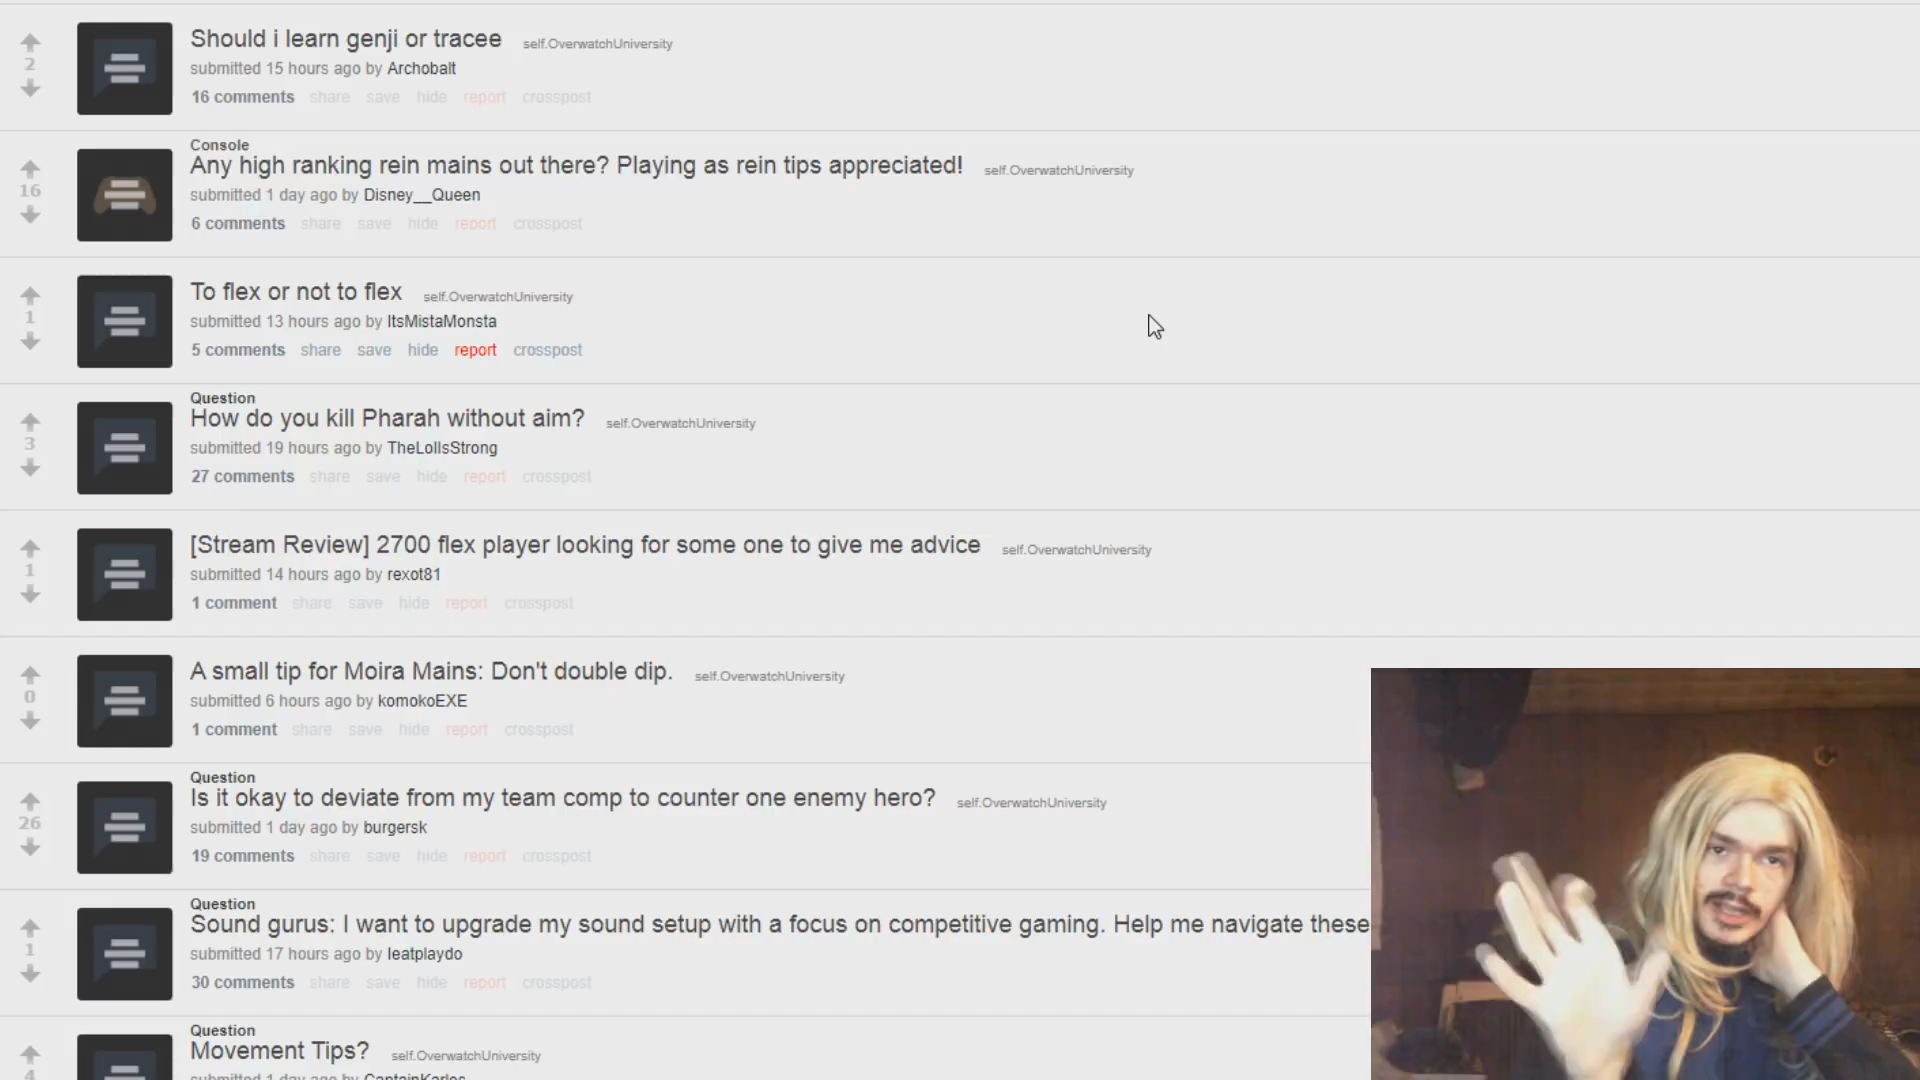 Should i learn genji or tracee self.OverwatchUniversity
2
submitted 15 hours ago by Archobalt
16 comments share save hide report crosspost
Console
Any high ranking rein mains out there? Playing as rein tips appreciated! self.OverwatchUniversity
16
submitted 1 day ago by Disney__Queen
6 comments share save hide report crosspost
To flex or not to flex self.OverwatchUniversity
1
submitted 13 hours ago by ItsMistaMonsta
5 comments share save hide report crosspost
Question
How do you kill Pharah without aim? self.OverwatchUniversity
3
submitted 19 hours ago by TheLollsStrong
27 comments share save hide report crosspost
[Stream Review] 2700 flex player looking for some one to give me advice self.OverwatchUniversity
1
submitted 14 hours ago by rexot81
1 comment share save hide report crosspost
A small tip for Moira Mains: Don't double dip. self.OverwatchUniversity
0
submitted 6 hours ago by komokoEXE
1 comment share save hide report crosspost
Question
Is it okay to deviate from my team comp to counter one enemy hero? self.OverwatchUniversity
26
submitted 1 day ago by burgersk
19 comments share save hide report crosspost
Question
Sound gurus: I want to upgrade my sound setup with a focus on competitive gaming. Help me navigate these
1
submitted 17 hours ago by leatplaydo
30 comments share save hide report crosspost
Question
Movement Tips? self.OverwatchUniversity
4
submitted 1 day ago by CaptainKarlos